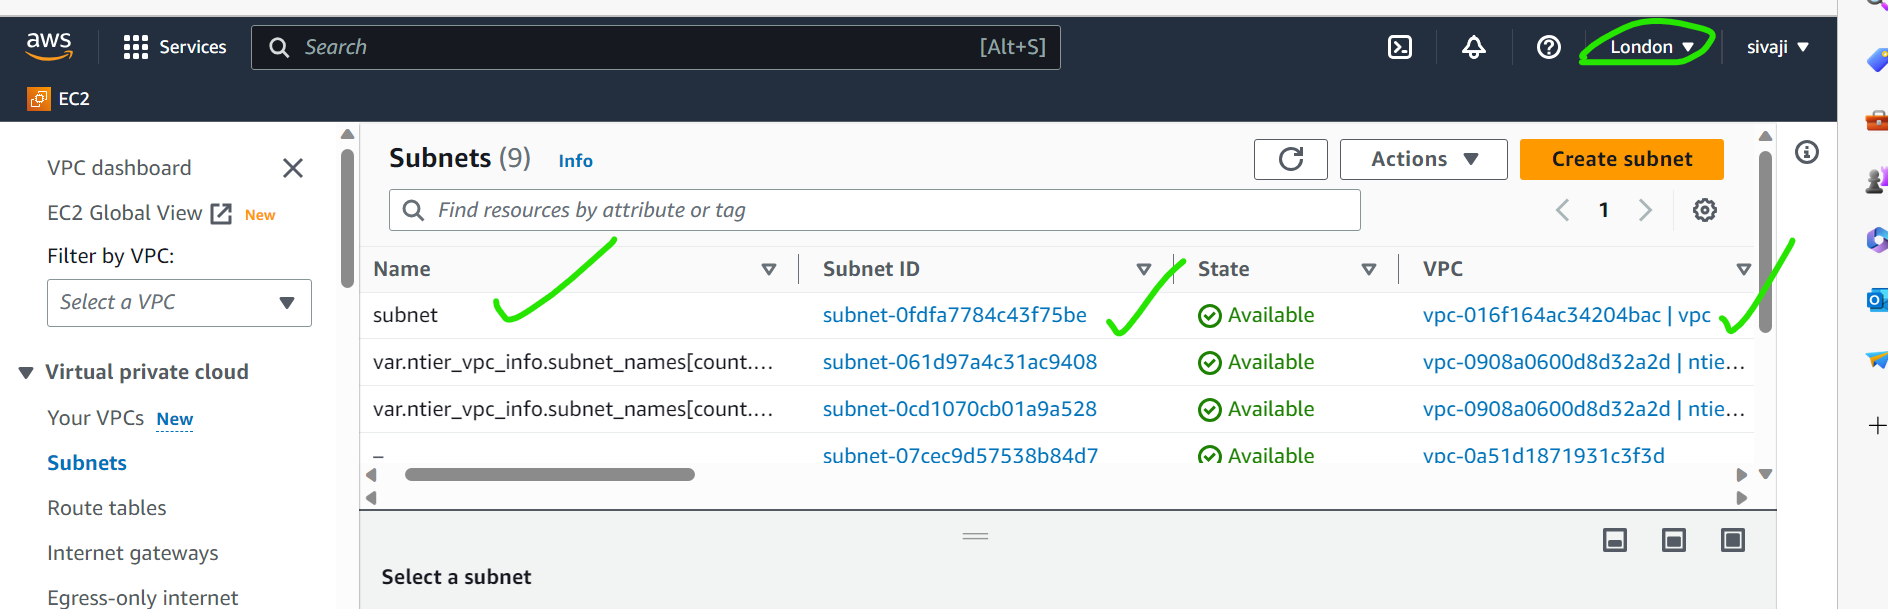 aws Services Search [Alt+S] London sivaji
EC2
VPC dashboard
EC2 Global View New
Filter by VPC:
Select a VPC
Virtual private cloud
Your VPCs New
Subnets
Route tables
Internet gateways
Egress-only internet
Subnets (9) Info Actions Create subnet
Find resources by attribute or tag 1
Name Subnet ID State VPC
subnet subnet-0fdfa7784c43f75be Available vpc-016f164ac34204bac | vpc
var.ntier_vpc_info.subnet_names[count.... subnet-061d97a4c31ac9408 Available vpc-0908a0600d8d32a2d | ntie...
var.ntier_vpc_info.subnet_names[count.... subnet-0cd1070cb01a9a528 Available vpc-0908a0600d8d32a2d | ntie...
– subnet-07cec9d57538b84d7 Available vpc-0a51d1871931c3f3d
Select a subnet